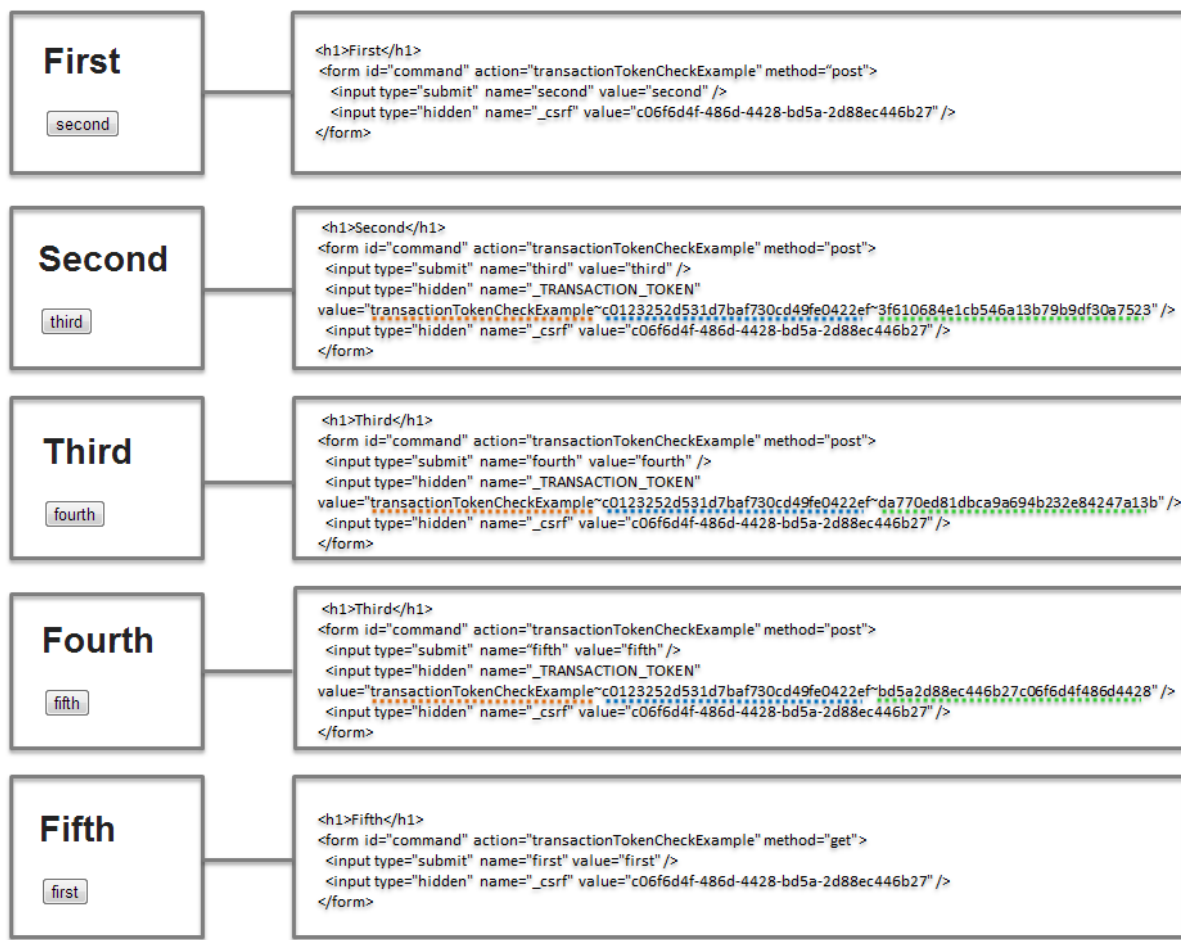 First
second
<h1>First</h1>
<form id="command" action="transactionTokenCheckExample" method=“post">
<input type="submit" name="second" value="second" />
<input type="hidden" name="_csrf" value="c06f6d4f-486d-4428-bd5a-2d88ec446b27" />
</form>
Second
third
<h1>Second</h1>
<form id="command" action="transactionTokenCheckExample" method="post">
<input type="submit" name="third" value="third" />
<input type="hidden" name="_TRANSACTION_TOKEN"
value="transactionTokenCheckExample~c0123252d531d7baf730cd49fe0422ef~3f610684e1cb546a13b79b9df30a7523" />
<input type="hidden" name="_csrf" value="c06f6d4f-486d-4428-bd5a-2d88ec446b27" />
</form>
Third
fourth
<h1>Third</h1>
<form id="command" action="transactionTokenCheckExample" method="post">
<input type="submit" name="fourth" value="fourth" />
<input type="hidden" name="_TRANSACTION_TOKEN"
value="transactionTokenCheckExample~c0123252d531d7baf730cd49fe0422ef~da770ed81dbca9a694b232e84247a13b" />
<input type="hidden" name="_csrf" value="c06f6d4f-486d-4428-bd5a-2d88ec446b27" />
</form>
Fourth
fifth
<h1>Third</h1>
<form id="command" action="transactionTokenCheckExample" method="post">
<input type="submit" name=“fifth" value="fifth" />
<input type="hidden" name="_TRANSACTION_TOKEN"
value="transactionTokenCheckExample~c0123252d531d7baf730cd49fe0422ef~bd5a2d88ec446b27c06f6d4f486d4428" />
<input type="hidden" name="_csrf" value="c06f6d4f-486d-4428-bd5a-2d88ec446b27" />
</form>
Fifth
first
<h1>Fifth</h1>
<form id="command" action="transactionTokenCheckExample" method="get">
<input type="submit" name="first" value="first" />
<input type="hidden" name="_csrf" value="c06f6d4f-486d-4428-bd5a-2d88ec446b27" />
</form>